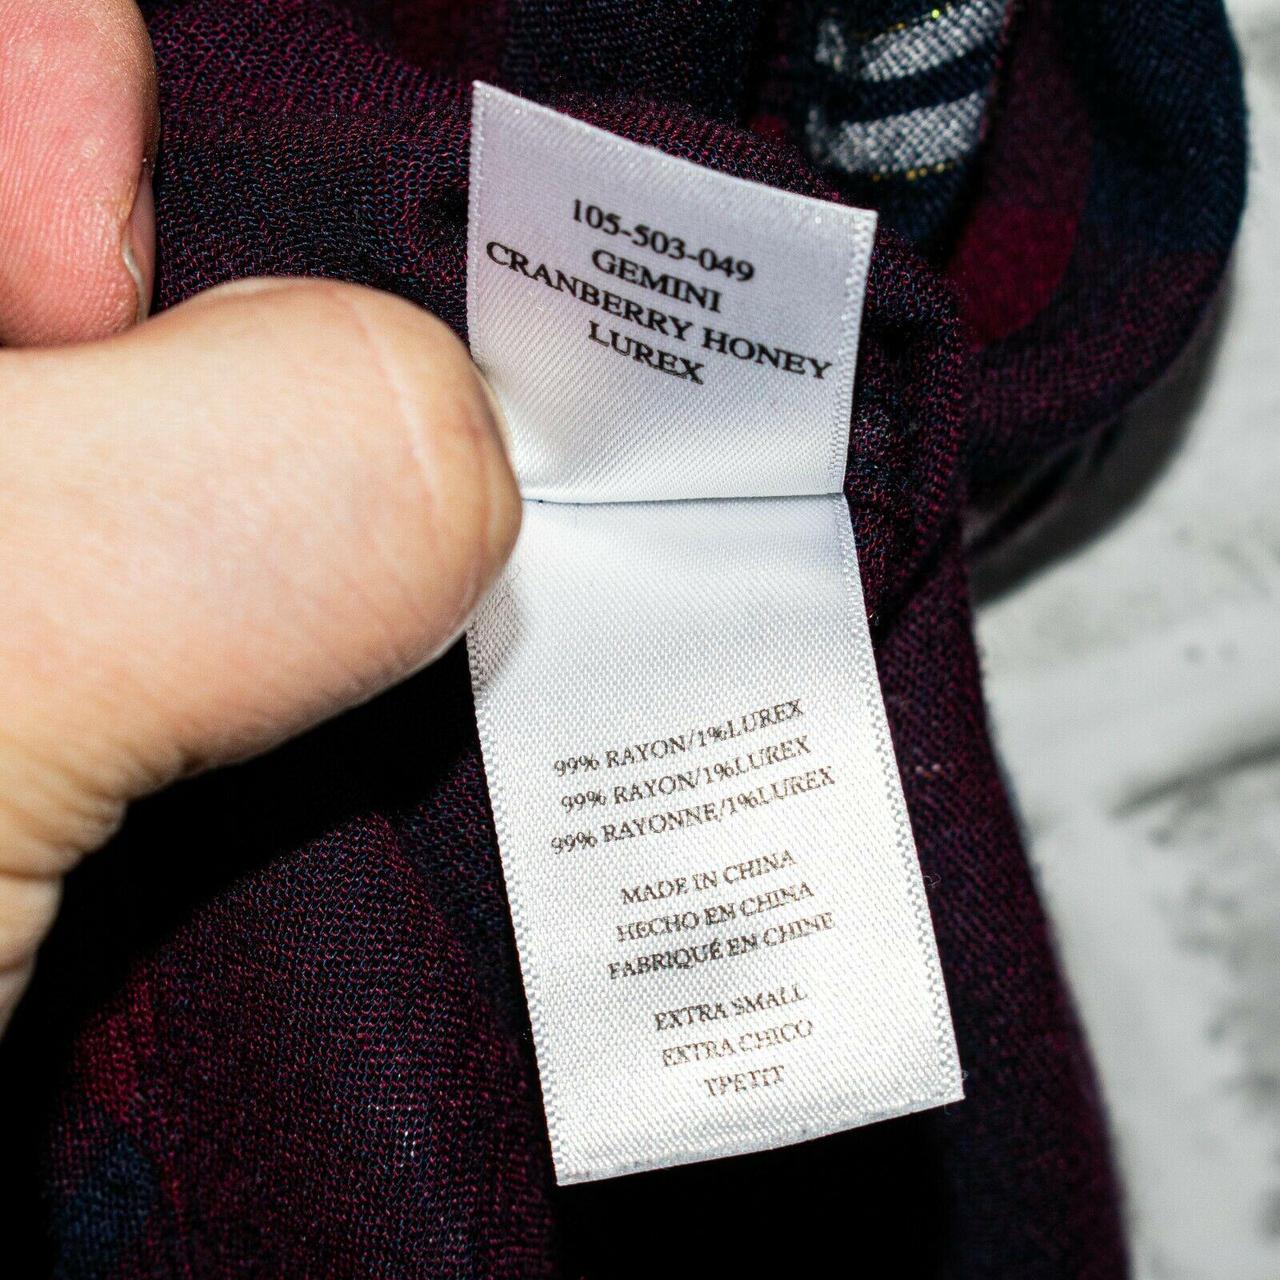 105-503-049
GEMINI
CRANBERRY HONEY
LUREX
99% RAYON/1%LUREX
99% RAYON/1%LUREX
99% RAYONNE/1%LUREX
MADE IN CHINA
HECHO EN CHINA
FABRIQUÉ EN CHINE
EXTRA SMALL
EXTRA CHICO
TPETIT